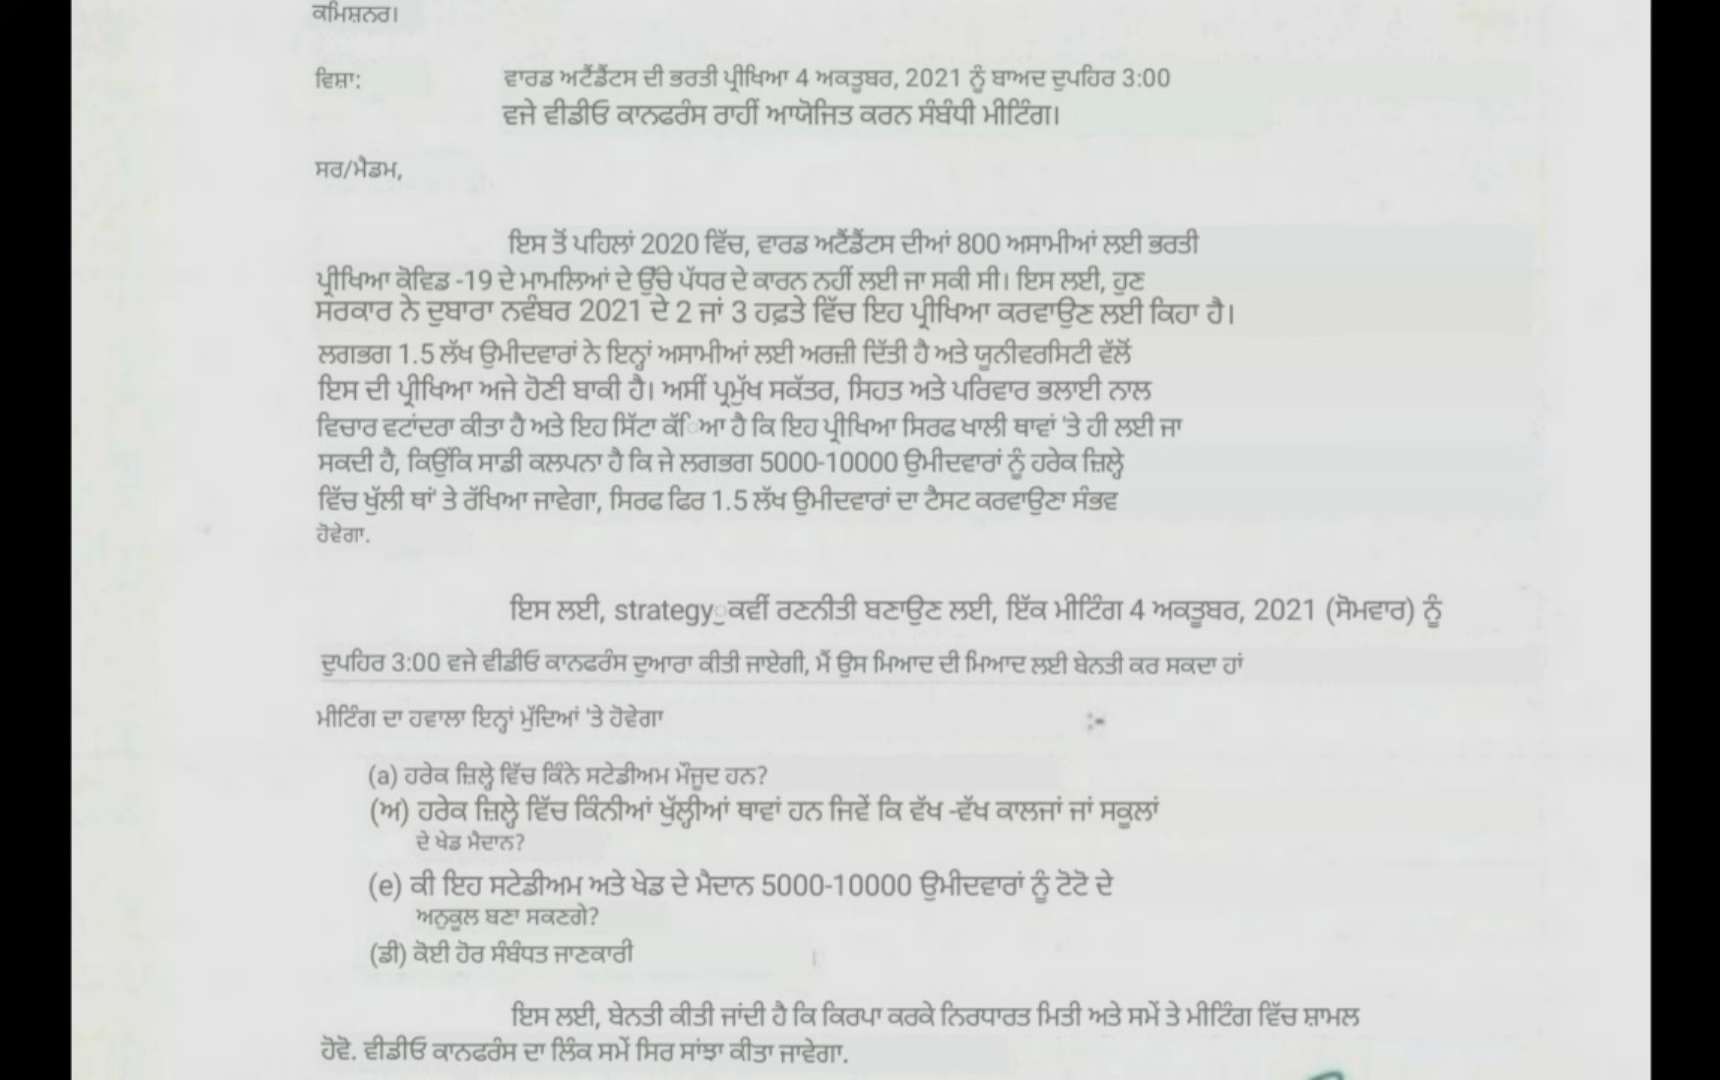 ਕਮਿਸ਼ਨਰ।
ਵਿਸ਼ਾ: ਵਾਰਡ ਅਟੈਂਡੈਂਟਸ ਦੀ ਭਰਤੀ ਪ੍ਰੀਖਿਆ 4 ਅਕਤੂਬਰ, 2021 ਨੂੰ ਬਾਅਦ ਦੁਪਹਿਰ 3:00
ਵਜੇ ਵੀਡੀਓ ਕਾਨਫਰੰਸ ਰਾਹੀਂ ਆਯੋਜਿਤ ਕਰਨ ਸੰਬੰਧੀ ਮੀਟਿੰਗ।
ਸਰ/ਮੈਡਮ,
ਇਸ ਤੋਂ ਪਹਿਲਾਂ 2020 ਵਿੱਚ, ਵਾਰਡ ਅਟੈਂਡੈਂਟਸ ਦੀਆਂ 800 ਅਸਾਮੀਆਂ ਲਈ ਭਰਤੀ
ਪ੍ਰੀਖਿਆ ਕੋਵਿਡ -19 ਦੇ ਮਾਮਲਿਆਂ ਦੇ ਉੱਚੇ ਪੱਧਰ ਦੇ ਕਾਰਨ ਨਹੀਂ ਲਈ ਜਾ ਸਕੀ ਸੀ। ਇਸ ਲਈ, ਹੁਣ
ਸਰਕਾਰ ਨੇ ਦੁਬਾਰਾ ਨਵੰਬਰ 2021 ਦੇ 2 ਜਾਂ 3 ਹਫ਼ਤੇ ਵਿੱਚ ਇਹ ਪ੍ਰੀਖਿਆ ਕਰਵਾਉਣ ਲਈ ਕਿਹਾ ਹੈ।
ਲਗਭਗ 1.5 ਲੱਖ ਉਮੀਦਵਾਰਾਂ ਨੇ ਇਨ੍ਹਾਂ ਅਸਾਮੀਆਂ ਲਈ ਅਰਜ਼ੀ ਦਿੱਤੀ ਹੈ ਅਤੇ ਯੂਨੀਵਰਸਿਟੀ ਵੱਲੋਂ
ਇਸ ਦੀ ਪ੍ਰੀਖਿਆ ਅਜੇ ਹੋਣੀ ਬਾਕੀ ਹੈ। ਅਸੀਂ ਪ੍ਰਮੁੱਖ ਸਕੱਤਰ, ਸਿਹਤ ਅਤੇ ਪਰਿਵਾਰ ਭਲਾਈ ਨਾਲ
ਵਿਚਾਰ ਵਟਾਂਦਰਾ ਕੀਤਾ ਹੈ ਅਤੇ ਇਹ ਸਿੱਟਾ ਕੱਿਆ ਹੈ ਕਿ ਇਹ ਪ੍ਰੀਖਿਆ ਸਿਰਫ ਖਾਲੀ ਥਾਵਾਂ 'ਤੇ ਹੀ ਲਈ ਜਾ
ਸਕਦੀ ਹੈ, ਕਿਉਂਕਿ ਸਾਡੀ ਕਲਪਨਾ ਹੈ ਕਿ ਜੇ ਲਗਭਗ 5000-10000 ਉਮੀਦਵਾਰਾਂ ਨੂੰ ਹਰੇਕ ਜ਼ਿਲ੍ਹੇ
ਵਿੱਚ ਖੁੱਲੀ ਥਾਂ' ਤੇ ਰੱਖਿਆ ਜਾਵੇਗਾ, ਸਿਰਫ ਫਿਰ 1.5 ਲੱਖ ਉਮੀਦਵਾਰਾਂ ਦਾ ਟੈਸਟ ਕਰਵਾਉਣਾ ਸੰਭਵ
ਹੋਵੇਗਾ.
ਇਸ ਲਈ, strategyੁਕਵੀਂ ਰਣਨੀਤੀ ਬਣਾਉਣ ਲਈ, ਇੱਕ ਮੀਟਿੰਗ 4 ਅਕਤੂਬਰ, 2021 (ਸੋਮਵਾਰ) ਨੂੰ
ਦੁਪਹਿਰ 3:00 ਵਜੇ ਵੀਡੀਓ ਕਾਨਫਰੰਸ ਦੁਆਰਾ ਕੀਤੀ ਜਾਏਗੀ, ਮੈਂ ਉਸ ਮਿਆਦ ਦੀ ਮਿਆਦ ਲਈ ਬੇਨਤੀ ਕਰ ਸਕਦਾ ਹਾਂ
ਮੀਟਿੰਗ ਦਾ ਹਵਾਲਾ ਇਨ੍ਹਾਂ ਮੁੱਦਿਆਂ 'ਤੇ ਹੋਵੇਗਾ :-
(a) ਹਰੇਕ ਜ਼ਿਲ੍ਹੇ ਵਿੱਚ ਕਿੰਨੇ ਸਟੇਡੀਅਮ ਮੌਜੂਦ ਹਨ?
(ਅ) ਹਰੇਕ ਜ਼ਿਲ੍ਹੇ ਵਿੱਚ ਕਿੰਨੀਆਂ ਖੁੱਲ੍ਹੀਆਂ ਥਾਵਾਂ ਹਨ ਜਿਵੇਂ ਕਿ ਵੱਖ -ਵੱਖ ਕਾਲਜਾਂ ਜਾਂ ਸਕੂਲਾਂ
ਦੇ ਖੇਡ ਮੈਦਾਨ?
(e) ਕੀ ਇਹ ਸਟੇਡੀਅਮ ਅਤੇ ਖੇਡ ਦੇ ਮੈਦਾਨ 5000-10000 ਉਮੀਦਵਾਰਾਂ ਨੂੰ ਟੋਟੋ ਦੇ
ਅਨੁਕੂਲ ਬਣਾ ਸਕਣਗੇ?
(ਡੀ) ਕੋਈ ਹੋਰ ਸੰਬੰਧਤ ਜਾਣਕਾਰੀ
ਇਸ ਲਈ, ਬੇਨਤੀ ਕੀਤੀ ਜਾਂਦੀ ਹੈ ਕਿ ਕਿਰਪਾ ਕਰਕੇ ਨਿਰਧਾਰਤ ਮਿਤੀ ਅਤੇ ਸਮੇਂ ਤੇ ਮੀਟਿੰਗ ਵਿੱਚ ਸ਼ਾਮਲ
ਹੋਵੋ. ਵੀਡੀਓ ਕਾਨਫਰੰਸ ਦਾ ਲਿੰਕ ਸਮੇਂ ਸਿਰ ਸਾਂਝਾ ਕੀਤਾ ਜਾਵੇਗਾ.